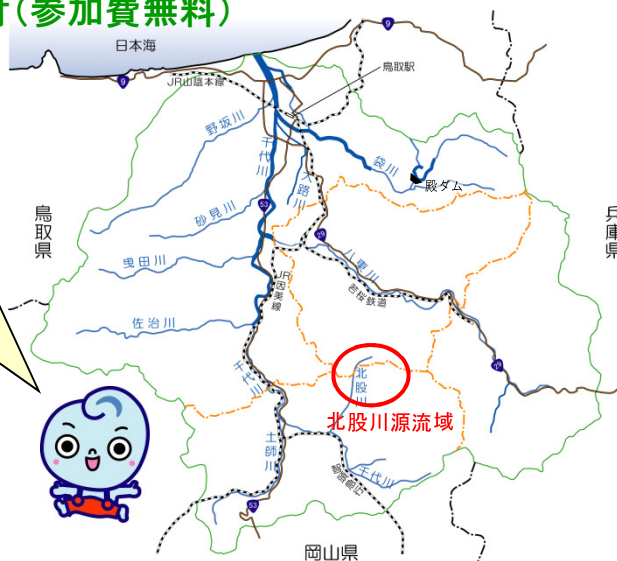 付(参加費無料)
日本海
9
9
鳥取駅
JR山陰本線
野坂川
千代川
袋川
大路川
殿ダム
鳥取県
兵庫県
砂見川
53
29
曳田川
八東川
JR因美線
若桜鉄道
佐治川
千代川
29
北股川
北股川源流域
土師川
千代川
53
岡山県